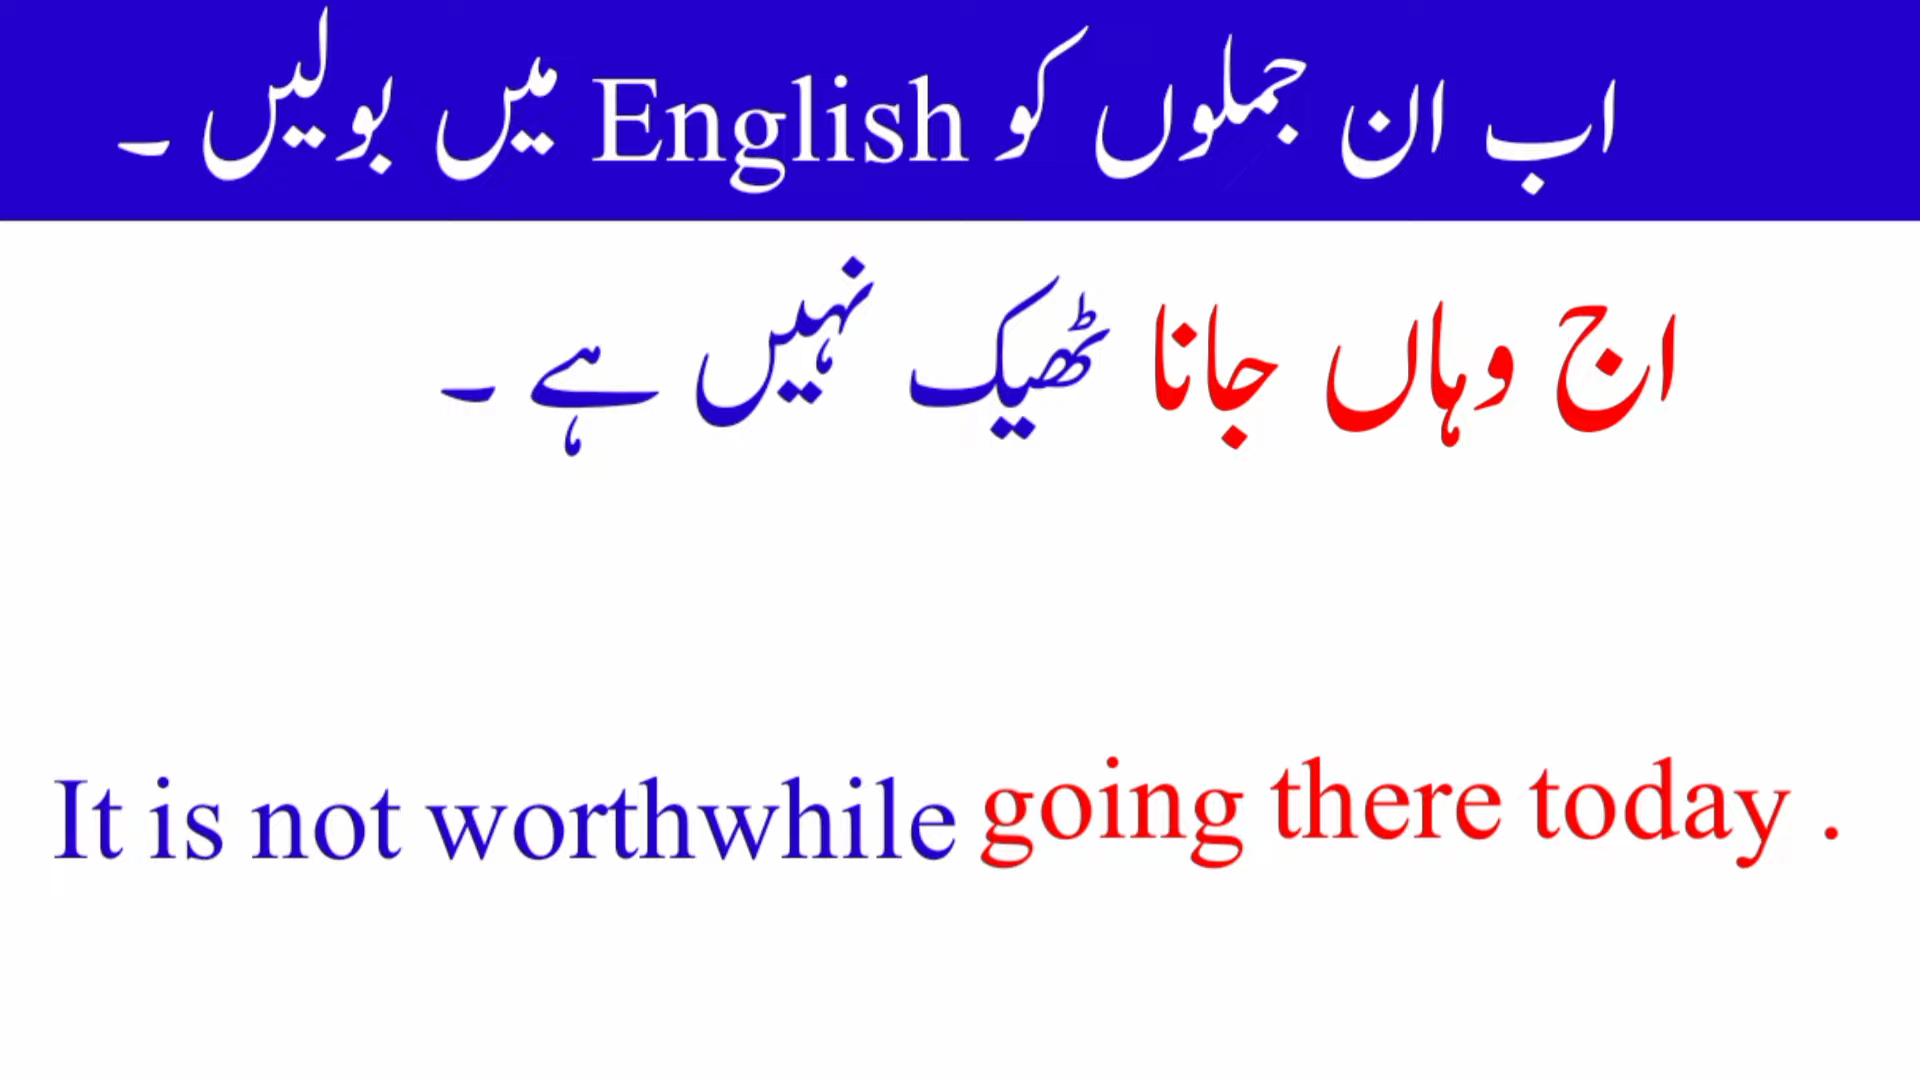 اب ان جملوں کو English میں بولیں ۔
اج وہاں جانا ٹھیک نہیں ہے ۔
It is not worthwhile going there today .